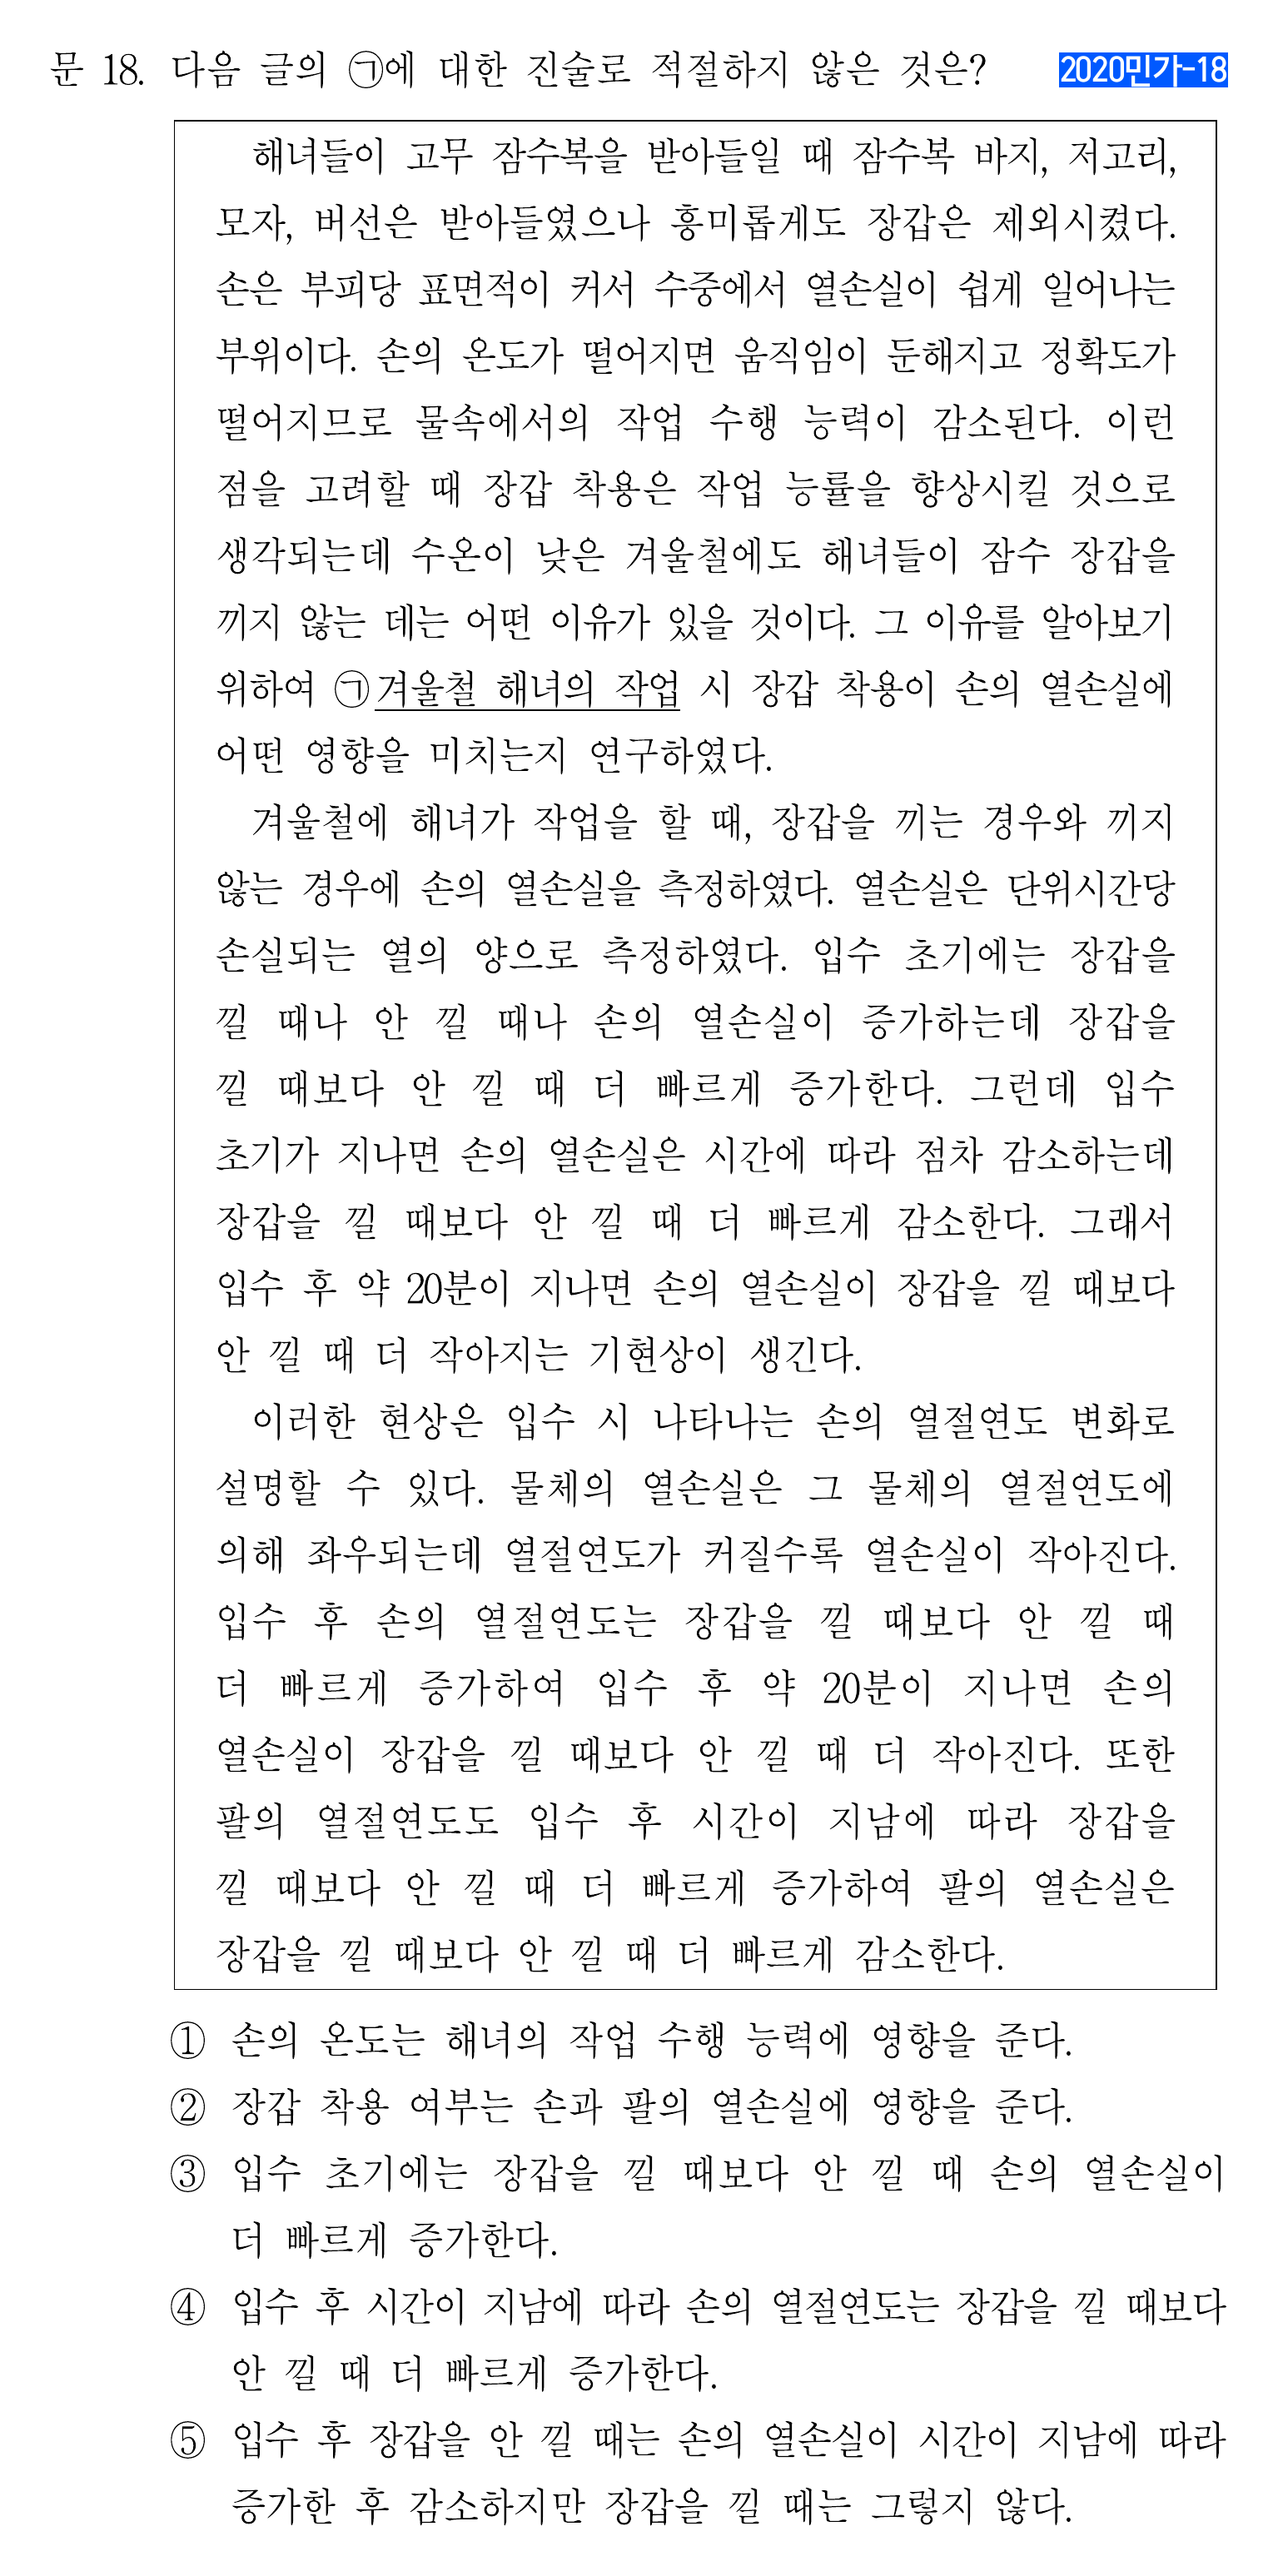 문 18. 다음 글의 ㉠에 대한 진술로 적절하지 않은 것은? 2020민가-18
해녀들이 고무 잠수복을 받아들일 때 잠수복 바지, 저고리,
모자, 버선은 받아들였으나 흥미롭게도 장갑은 제외시켰다.
손은 부피당 표면적이 커서 수중에서 열손실이 쉽게 일어나는
부위이다. 손의 온도가 떨어지면 움직임이 둔해지고 정확도가
떨어지므로 물속에서의 작업 수행 능력이 감소된다. 이런
점을 고려할 때 장갑 착용은 작업 능률을 향상시킬 것으로
생각되는데 수온이 낮은 겨울철에도 해녀들이 잠수 장갑을
끼지 않는 데는 어떤 이유가 있을 것이다. 그 이유를 알아보기
위하여 ㉠겨울철 해녀의 작업 시 장갑 착용이 손의 열손실에
어떤 영향을 미치는지 연구하였다.
겨울철에 해녀가 작업을 할 때, 장갑을 끼는 경우와 끼지
않는 경우에 손의 열손실을 측정하였다. 열손실은 단위시간당
손실되는 열의 양으로 측정하였다. 입수 초기에는 장갑을
낄 때나 안 낄 때나 손의 열손실이 증가하는데 장갑을
낄 때보다 안 낄 때 더 빠르게 증가한다. 그런데 입수
초기가 지나면 손의 열손실은 시간에 따라 점차 감소하는데
장갑을 낄 때보다 안 낄 때 더 빠르게 감소한다. 그래서
입수 후 약 20분이 지나면 손의 열손실이 장갑을 낄 때보다
안 낄 때 더 작아지는 기현상이 생긴다.
이러한 현상은 입수 시 나타나는 손의 열절연도 변화로
설명할 수 있다. 물체의 열손실은 그 물체의 열절연도에
의해 좌우되는데 열절연도가 커질수록 열손실이 작아진다.
입수 후 손의 열절연도는 장갑을 낄 때보다 안 낄 때
더 빠르게 증가하여 입수 후 약 20분이 지나면 손의
열손실이 장갑을 낄 때보다 안 낄 때 더 작아진다. 또한
팔의 열절연도도 입수 후 시간이 지남에 따라 장갑을
낄 때보다 안 낄 때 더 빠르게 증가하여 팔의 열손실은
장갑을 낄 때보다 안 낄 때 더 빠르게 감소한다.
① 손의 온도는 해녀의 작업 수행 능력에 영향을 준다.
② 장갑 착용 여부는 손과 팔의 열손실에 영향을 준다.
③ 입수 초기에는 장갑을 낄 때보다 안 낄 때 손의 열손실이
더 빠르게 증가한다.
④ 입수 후 시간이 지남에 따라 손의 열절연도는 장갑을 낄 때보다
안 낄 때 더 빠르게 증가한다.
⑤ 입수 후 장갑을 안 낄 때는 손의 열손실이 시간이 지남에 따라
증가한 후 감소하지만 장갑을 낄 때는 그렇지 않다.